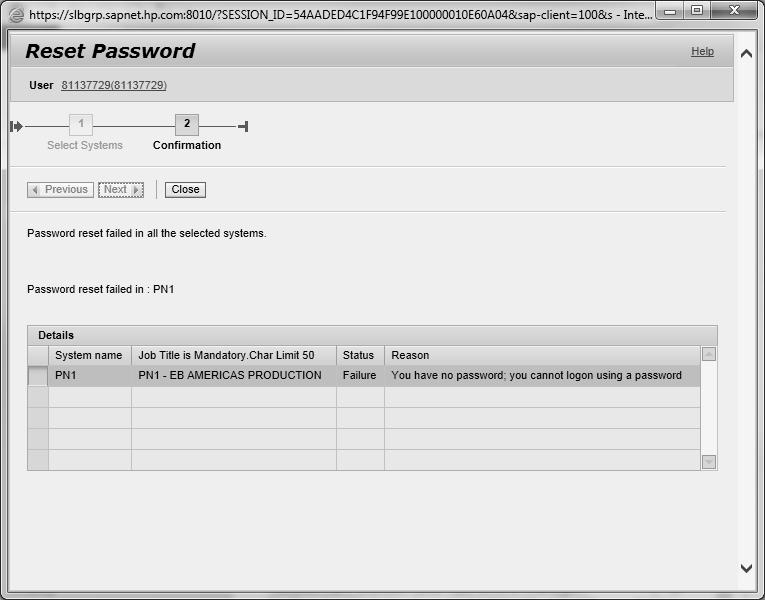 https://slbgrp.sapnet.hp.com:8010/?SESSION_ID=54AADED4C1F94F99E100000010E60A04&sap-client=100&s - Inte...
Reset Password
Help
User 81137729(81137729)
1 2
Select Systems Confirmation
Previous Next Close
Password reset failed in all the selected systems.
Password reset failed in : PN1
Details
System name Job Title is Mandatory.Char Limit 50 Status Reason
PN1 PN1 - EB AMERICAS PRODUCTION Failure You have no password; you cannot logon using a password